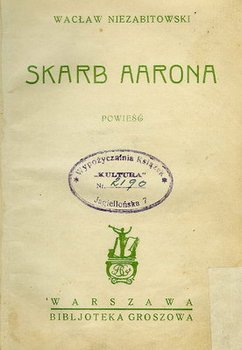 WACŁAW NIEZABITOWSKI
SKARB AARONA
POWIEŚĆ
Wypożyczalnia Książek
„KULTURA"
Nr. 2190
Jagiellońska 7
WARSZAWA
BIBLJOTEKA GROSZOWA